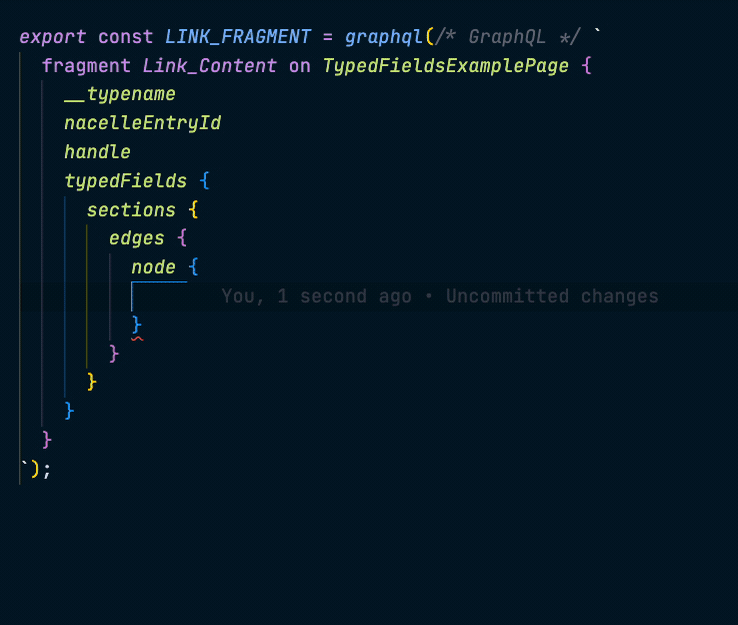 export const LINK_FRAGMENT = graphql(/* GraphQL */ `
fragment Link_Content on TypedFieldsExamplePage {
__typename
nacelleEntryId
handle
typedFields {
sections {
edges {
node {
You, 1 second ago • Uncommitted changes
}
}
}
}
}
`);